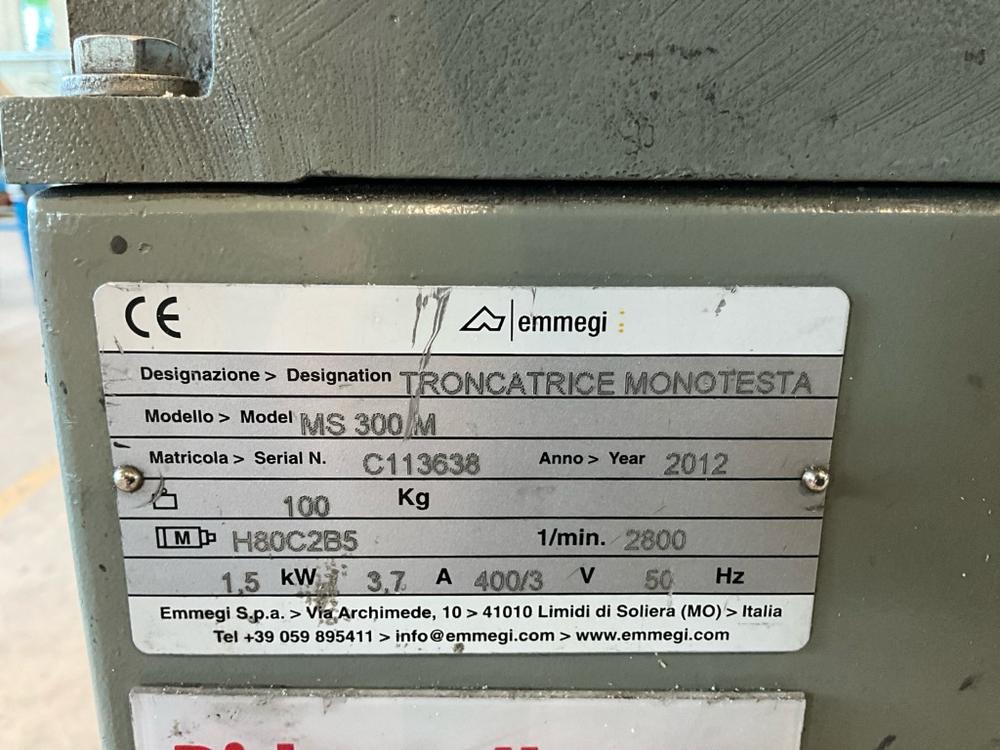 CE emmegi
Designazione > Designation TRONCATRICE MONOTESTA
Modello > Model MS 300 M
Matricola > Serial N. C113638 Anno > Year 2012
100 Kg
M H80C2B5 1/min. 2800
1,5 kW 3,7 A 400/3 V 50 Hz
Emmegi S.p.a. > Via Archimede, 10 > 41010 Limidi di Soliera (MO) > Italia
Tel +39 059 895411 > info@emmegi.com > www.emmegi.com